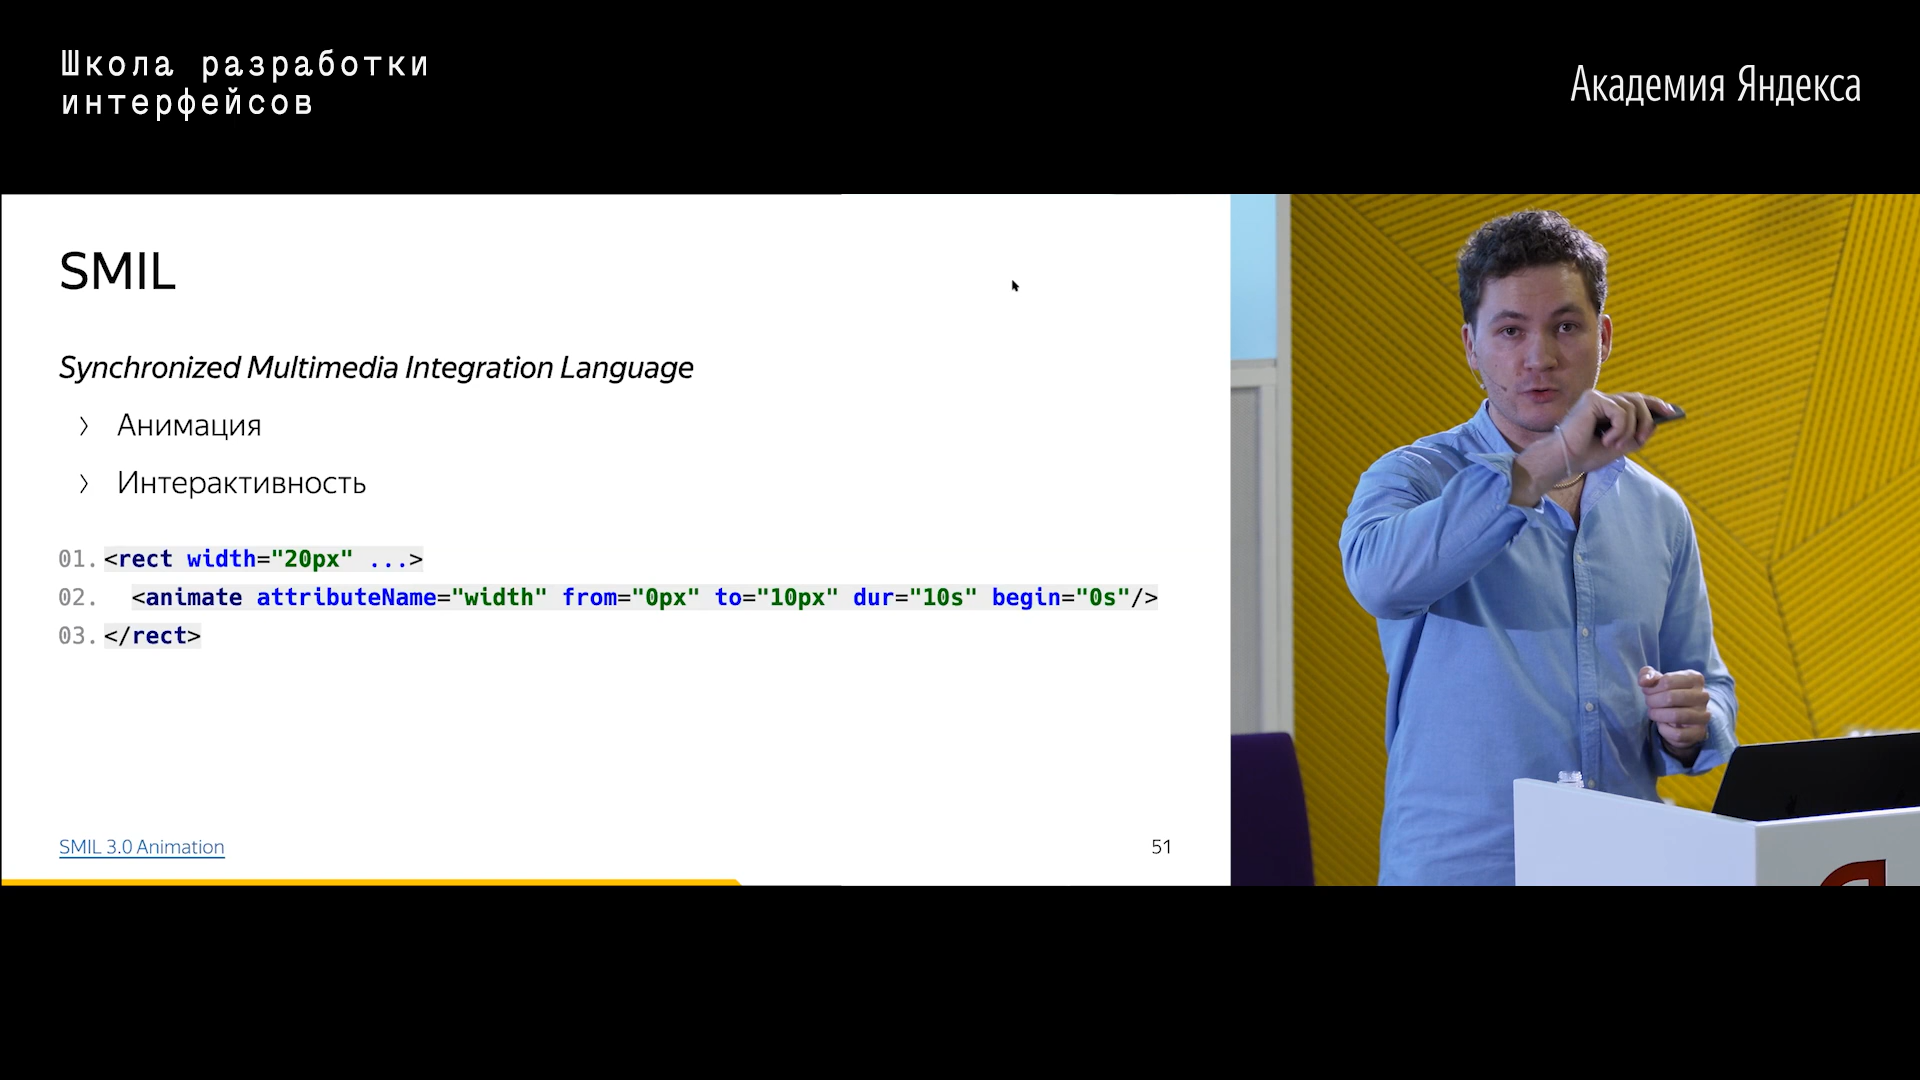 Школа разработки
интерфейсов
Академия Яндекса
SMIL
Synchronized Multimedia Integration Language
› Анимация
› Интерактивность
01. <rect width="20px" ...>
02. <animate attributeName="width" from="0px" to="10px" dur="10s" begin="0s"/>
03. </rect>
SMIL 3.0 Animation
51